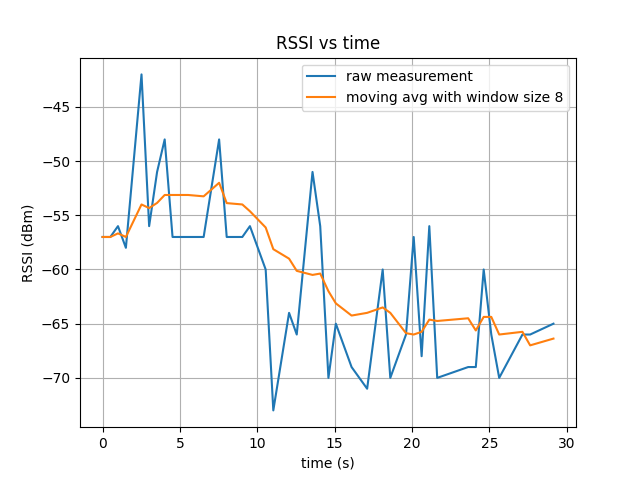 RSSI vs time
raw measurement
moving avg with window size 8
RSSI (dBm)
−45
−50
−55
−60
−65
−70
0 5 10 15 20 25 30
time (s)